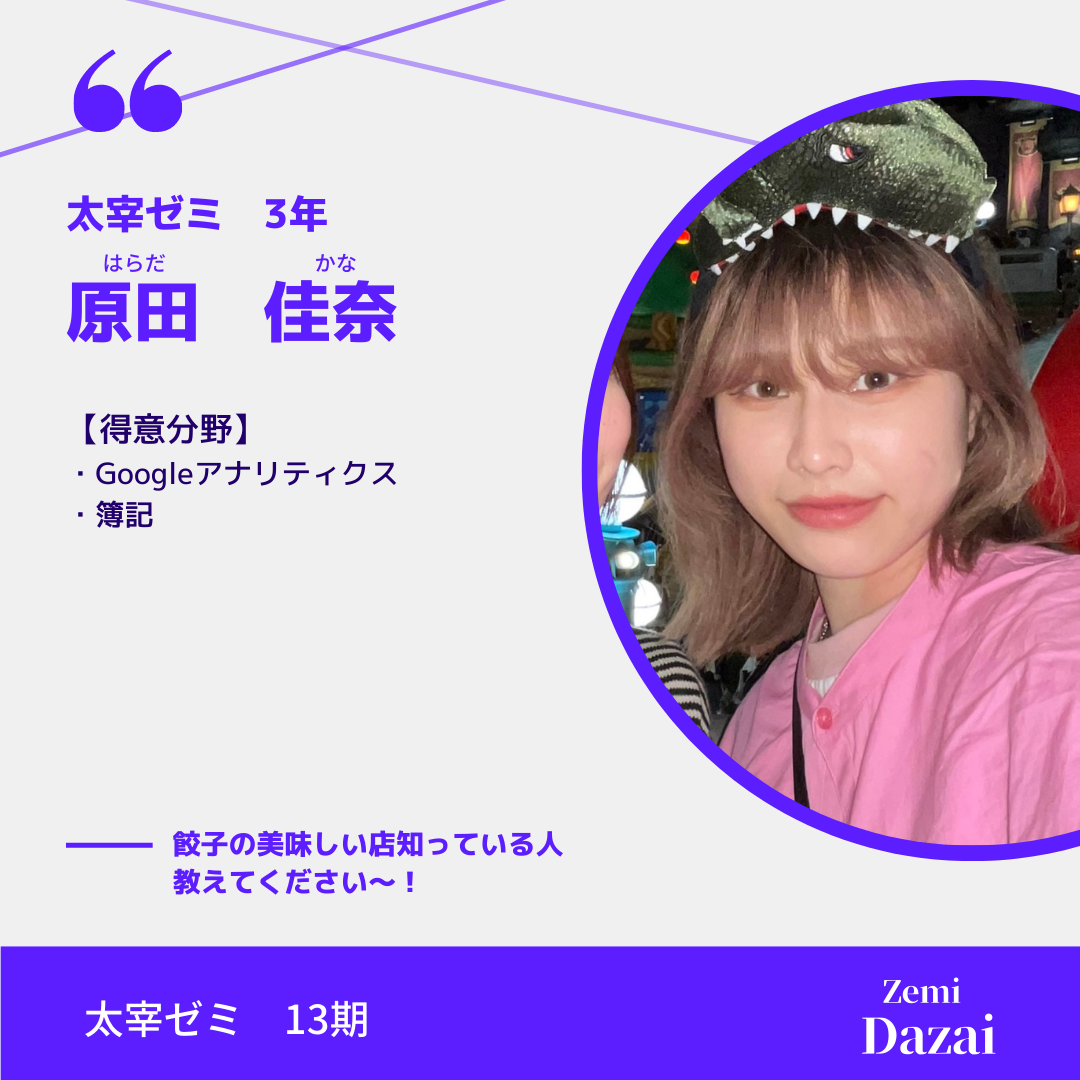 太宰ゼミ　3年
はらだ　かな
原田　佳奈
【得意分野】
・Googleアナリティクス
・簿記
餃子の美味しい店知っている人
教えてください〜！
太宰ゼミ　13期
Zemi
Dazai